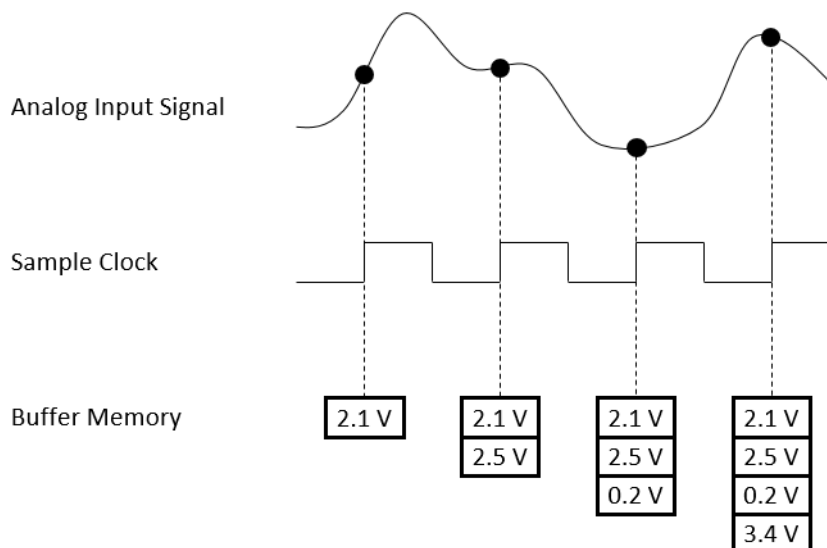 Analog Input Signal
Sample Clock
Buffer Memory
2.1 V
2.1 V
2.5 V
2.1 V
2.5 V
0.2 V
2.1 V
2.5 V
0.2 V
3.4 V